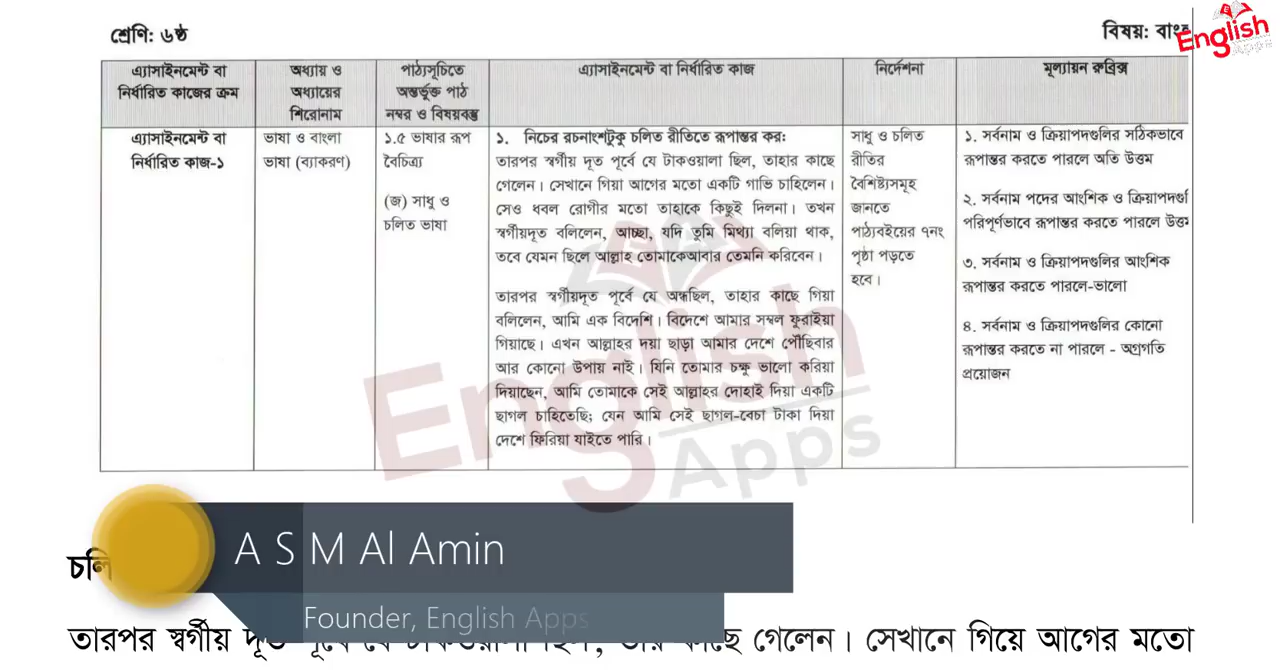 শ্রেণি: ৬ষ্ঠ
বিষয়: বাং
English
Apps
এ্যাসাইনমেন্ট বা
নির্ধারিত কাজের ক্রম
অধ্যায় ও
অধ্যায়ের
শিরোনাম
পাঠ্যসূচিতে
অন্তর্ভুক্ত পাঠ
নম্বর ও বিষয়বস্তু
এ্যাসাইনমেন্ট বা নির্ধারিত কাজ
নির্দেশনা
মূল্যায়ন রুব্রিক্স
এ্যাসাইনমেন্ট বা
নির্ধারিত কাজ-১
ভাষা ও বাংলা
ভাষা (ব্যাকরণ)
১.৫ ভাষার রূপ
বৈচিত্র্য
(জ) সাধু ও
চলিত ভাষা
১. নিচের রচনাংশটুকু চলিত রীতিতে রূপান্তর কর:
তারপর স্বর্গীয় দূত পূর্বে যে টাকওয়ালা ছিল, তাহার কাছে
গেলেন। সেখানে গিয়া আগের মতো একটি গাভি চাহিলেন।
সেও ধবল রোগীর মতো তাহাকে কিছুই দিলনা। তখন
স্বর্গীয়দূত বলিলেন, আচ্ছা, যদি তুমি মিথ্যা বলিয়া থাক,
তবে যেমন ছিলে আল্লাহ তোমাকেআবার তেমনি করিবেন।
তারপর স্বর্গীয়দূত পূর্বে যে অন্ধছিল, তাহার কাছে গিয়া
বলিলেন, আমি এক বিদেশি। বিদেশে আমার সম্বল ফুরাইয়া
গিয়াছে। এখন আল্লাহর দয়া ছাড়া আমার দেশে পৌঁছিবার
আর কোনো উপায় নাই। যিনি তোমার চক্ষু ভালো করিয়া
দিয়াছেন, আমি তোমাকে সেই আল্লাহর দোহাই দিয়া একটি
ছাগল চাহিতেছি; যেন আমি সেই ছাগল-বেচা টাকা দিয়া
দেশে ফিরিয়া যাইতে পারি।
সাধু ও চলিত
রীতির
বৈশিষ্ট্যসমূহ
জানতে
পাঠ্যবইয়ের ৭নং
পৃষ্ঠা পড়তে
হবে।
১. সর্বনাম ও ক্রিয়াপদগুলির সঠিকভাবে
রূপান্তর করতে পারলে অতি উত্তম
২. সর্বনাম পদের আংশিক ও ক্রিয়াপদগু
পরিপূর্ণভাবে রূপান্তর করতে পারলে উত্তম
৩. সর্বনাম ও ক্রিয়াপদগুলির আংশিক
রূপান্তর করতে পারলে-ভালো
৪. সর্বনাম ও ক্রিয়াপদগুলির কোনো
রূপান্তর করতে না পারলে - অগ্রগতি
প্রয়োজন
English
Apps
A S M Al Amin
Founder, English Apps
চলি
তারপর স্বর্গীয় দূত পূর্বে যে টাকওয়ালা ছিল, তার কাছে গেলেন। সেখানে গিয়ে আগের মতো